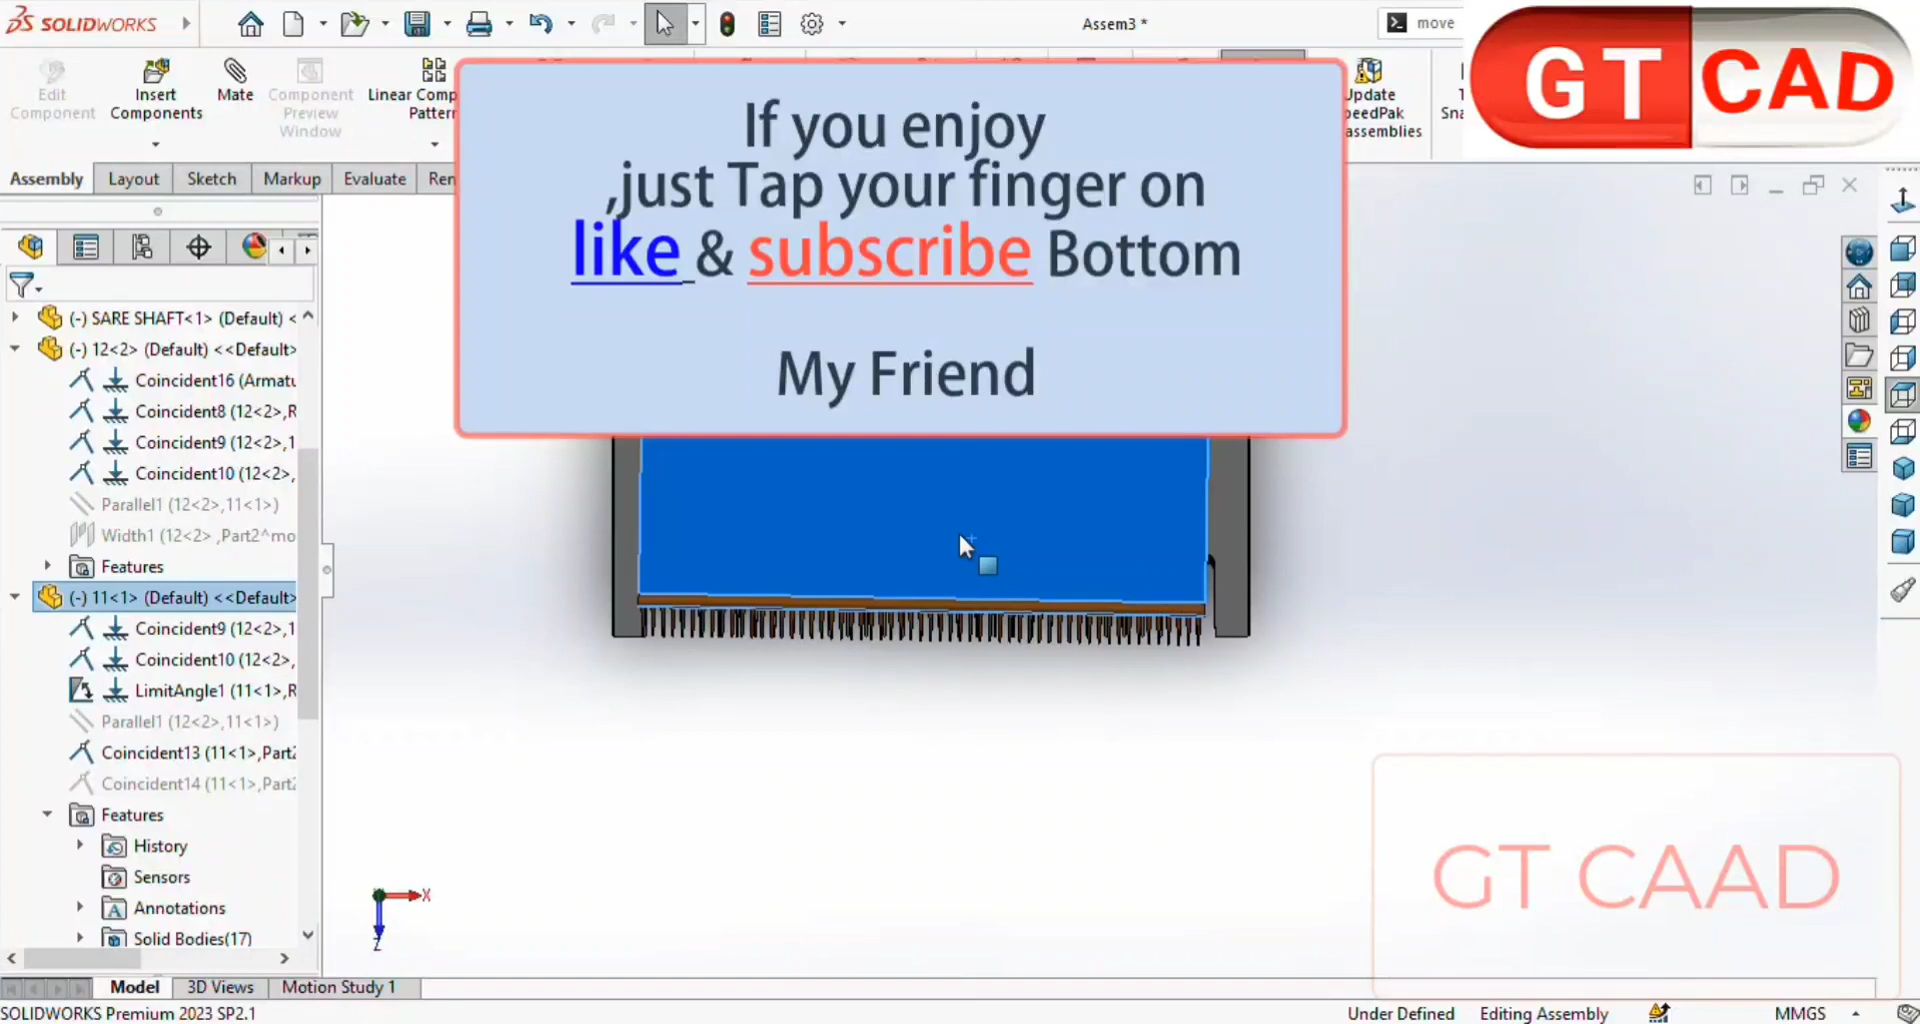 SOLIDWORKS
Assem3 *
move
GT CAD
Edit Component
Insert Components
Mate
Component Preview Window
Linear Comp
Pattern
Update
peedPak
assemblies
Sna
If you enjoy
,just Tap your finger on
like & subscribe Bottom
My Friend
Assembly
Layout
Sketch
Markup
Evaluate
Ren
(-) SARE SHAFT<1> (Default) <
(-) 12<2> (Default) <<Default>
Coincident16 (Armatu
Coincident8 (12<2>,R
Coincident9 (12<2>,1
Coincident10 (12<2>,
Parallel1 (12<2>,11<1>)
Width1 (12<2> ,Part2^mo
Features
(-) 11<1> (Default) <<Default>
Coincident9 (12<2>,1
Coincident10 (12<2>,
LimitAngle1 (11<1>,R
Parallel1 (12<2>,11<1>)
Coincident13 (11<1>,Part2
Coincident14 (11<1>,Part2
Features
History
Sensors
Annotations
Solid Bodies(17)
X
Z
GT CAAD
Model
3D Views
Motion Study 1
SOLIDWORKS Premium 2023 SP2.1
Under Defined
Editing Assembly
MMGS